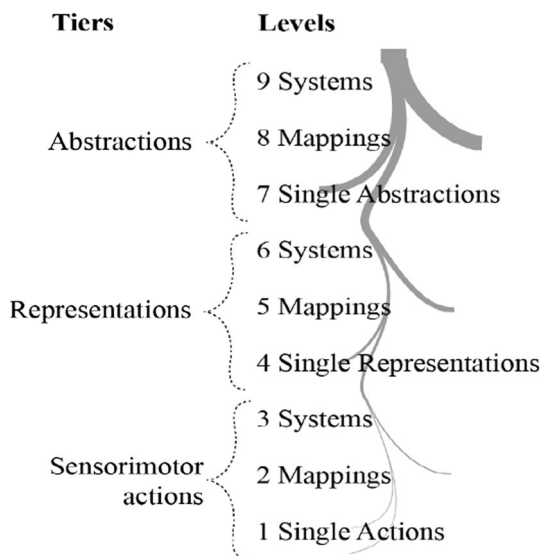 Tiers Levels
9 Systems
Abstractions 8 Mappings
7 Single Abstractions
6 Systems
Representations 5 Mappings
4 Single Representations
3 Systems
Sensorimotor
actions
2 Mappings
1 Single Actions